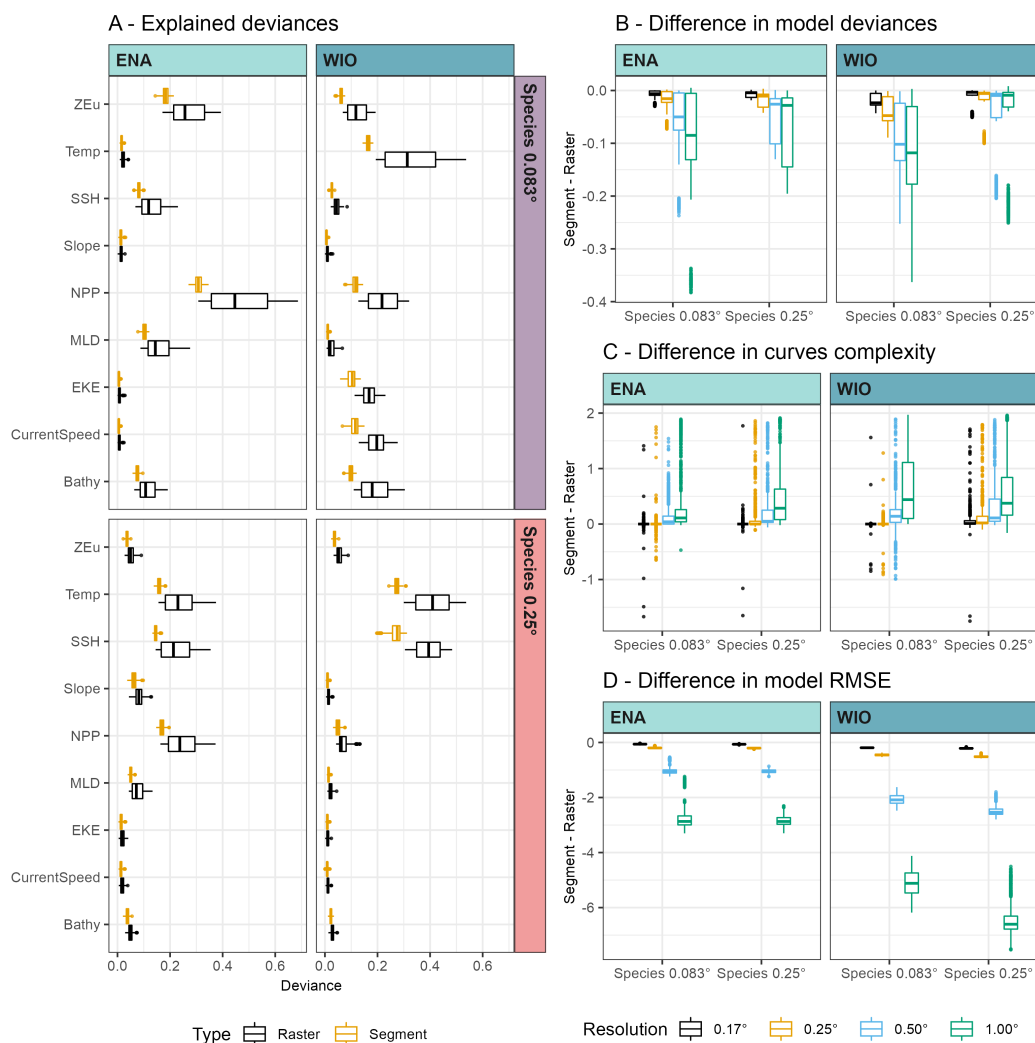 A - Explained deviances
ENA
WIO
ZEu
Temp
SSH
Slope
NPP
MLD
EKE
CurrentSpeed
Bathy
Species 0.083°
ZEu
Temp
SSH
Slope
NPP
MLD
EKE
CurrentSpeed
Bathy
Species 0.25°
0.0 0.2 0.4 0.6
0.0 0.2 0.4 0.6
Deviance
Type Raster Segment
B - Difference in model deviances
ENA
WIO
Segment - Raster
0.0
-0.1
-0.2
-0.3
-0.4
Species 0.083° Species 0.25°
Species 0.083° Species 0.25°
C - Difference in curves complexity
ENA
WIO
Segment - Raster
2
1
0
-1
Species 0.083° Species 0.25°
Species 0.083° Species 0.25°
D - Difference in model RMSE
ENA
WIO
Segment - Raster
0
-2
-4
-6
Species 0.083° Species 0.25°
Species 0.083° Species 0.25°
Resolution 0.17° 0.25° 0.50° 1.00°